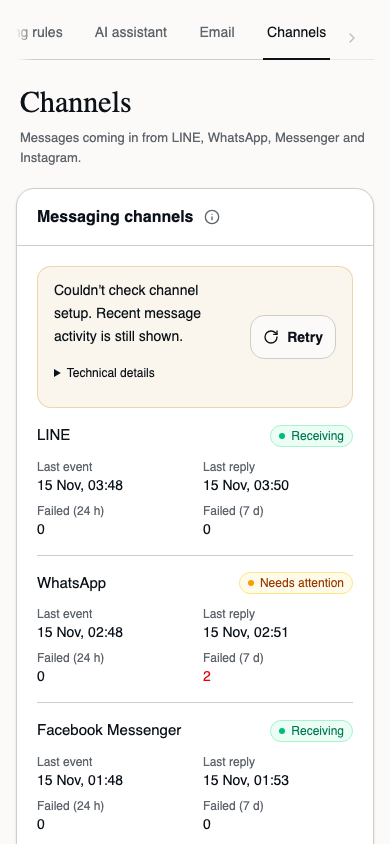 rules
AI assistant
Email
Channels
Channels
Messages coming in from LINE, WhatsApp, Messenger and
Instagram.
Messaging channels
Couldn't check channel
setup. Recent message
activity is still shown.
Retry
Technical details
LINE
Receiving
Last event
Last reply
15 Nov, 03:48
15 Nov, 03:50
Failed (24 h)
Failed (7 d)
0
0
WhatsApp
Needs attention
Last event
Last reply
15 Nov, 02:48
15 Nov, 02:51
Failed (24 h)
Failed (7 d)
0
2
Facebook Messenger
Receiving
Last event
Last reply
15 Nov, 01:48
15 Nov, 01:53
Failed (24 h)
Failed (7 d)
0
0